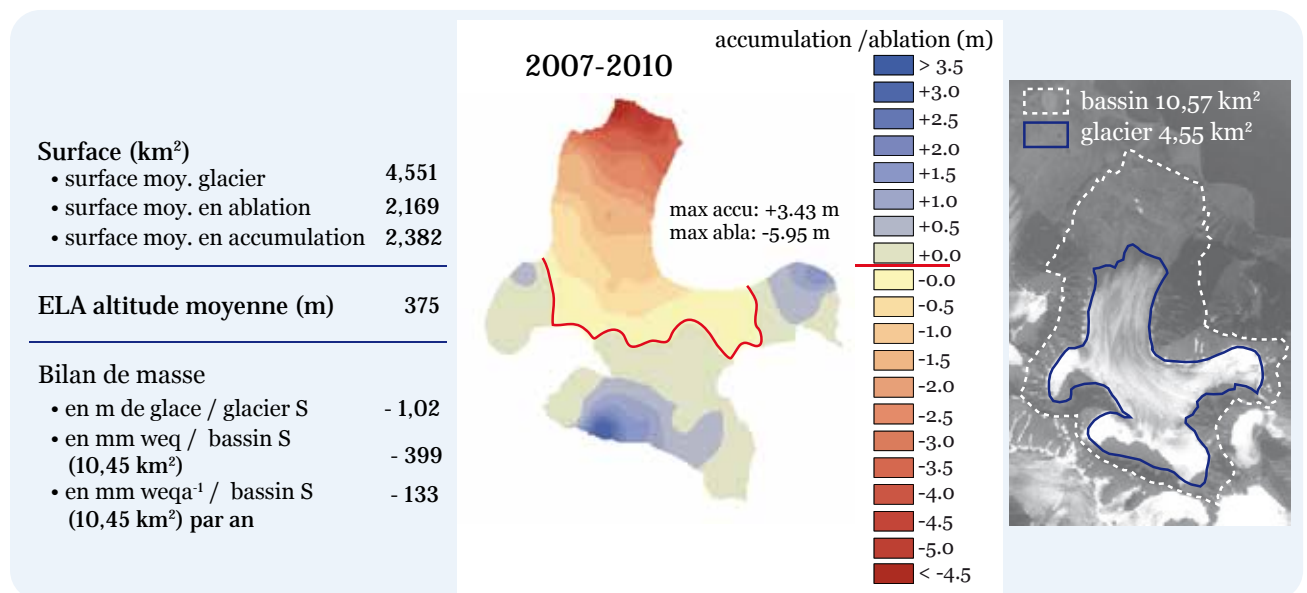 Surface (km²)
• surface moy. glacier 4,551
• surface moy. en ablation 2,169
• surface moy. en accumulation 2,382
ELA altitude moyenne (m) 375
Bilan de masse
• en m de glace / glacier S - 1,02
• en mm weq / bassin S
(10,45 km²) - 399
• en mm weqa⁻¹ / bassin S - 133
(10,45 km²) par an
2007-2010
max accu: +3.43 m
max abla: -5.95 m
accumulation /ablation (m)
> 3.5
+3.0
+2.5
+2.0
+1.5
+1.0
+0.5
+0.0
-0.0
-0.5
-1.0
-1.5
-2.0
-2.5
-3.0
-3.5
-4.0
-4.5
-5.0
< -4.5
bassin 10,57 km²
glacier 4,55 km²